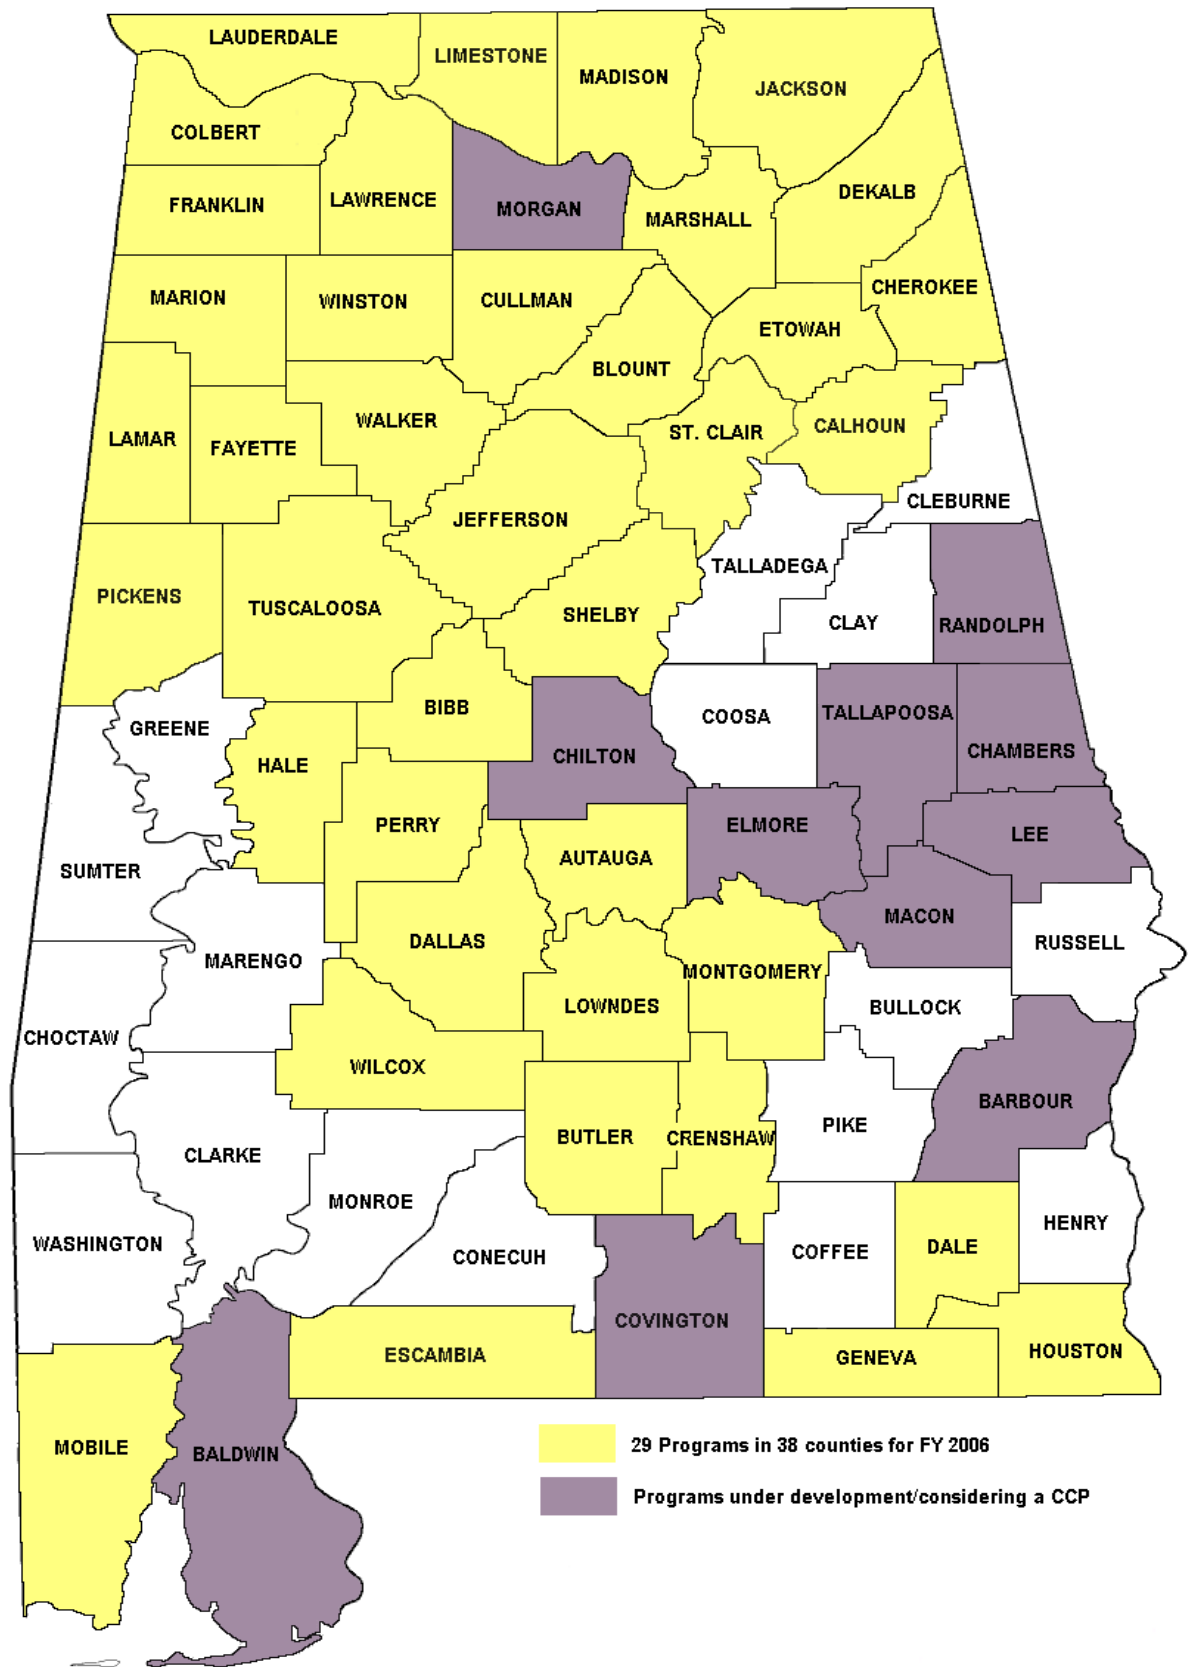 LAUDERDALE
LIMESTONE
MADISON
JACKSON
COLBERT
FRANKLIN
LAWRENCE
MORGAN
MARSHALL
DEKALB
MARION
WINSTON
CULLMAN
CHEROKEE
ETOWAH
BLOUNT
LAMAR
FAYETTE
WALKER
ST. CLAIR
CALHOUN
CLEBURNE
JEFFERSON
TALLADEGA
PICKENS
TUSCALOOSA
SHELBY
CLAY
RANDOLPH
GREENE
BIBB
COOSA
TALLAPOOSA
CHAMBERS
HALE
CHILTON
PERRY
ELMORE
LEE
SUMTER
AUTAUGA
MACON
DALLAS
RUSSELL
MARENGO
MONTGOMERY
LOWNDES
BULLOCK
CHOCTAW
WILCOX
BARBOUR
CLARKE
BUTLER
CRENSHAW
PIKE
MONROE
HENRY
WASHINGTON
CONECUH
COFFEE
DALE
COVINGTON
ESCAMBIA
GENEVA
HOUSTON
MOBILE
BALDWIN
29 Programs in 38 counties for FY 2006
Programs under development/considering a CCP